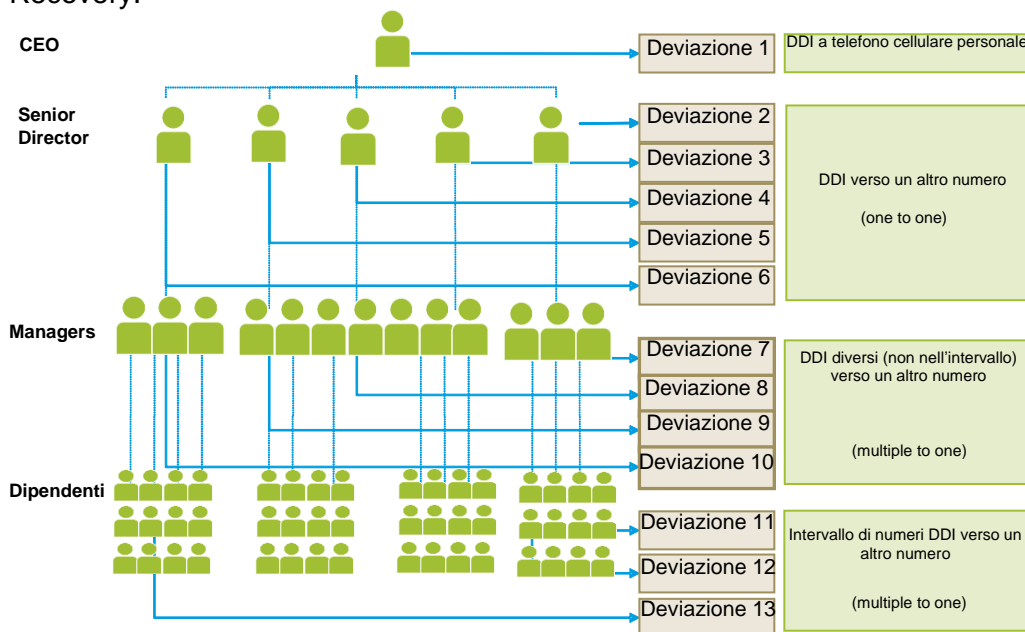 Recovery.
CEO
Deviazione 1
DDI a telefono cellulare personale
Senior
Director
Deviazione 2
Deviazione 3
Deviazione 4
Deviazione 5
Deviazione 6
DDI verso un altro numero
(one to one)
Managers
Deviazione 7
Deviazione 8
Deviazione 9
Deviazione 10
DDI diversi (non nell'intervallo)
verso un altro numero
(multiple to one)
Dipendenti
Deviazione 11
Deviazione 12
Deviazione 13
Intervallo di numeri DDI verso un
altro numero
(multiple to one)